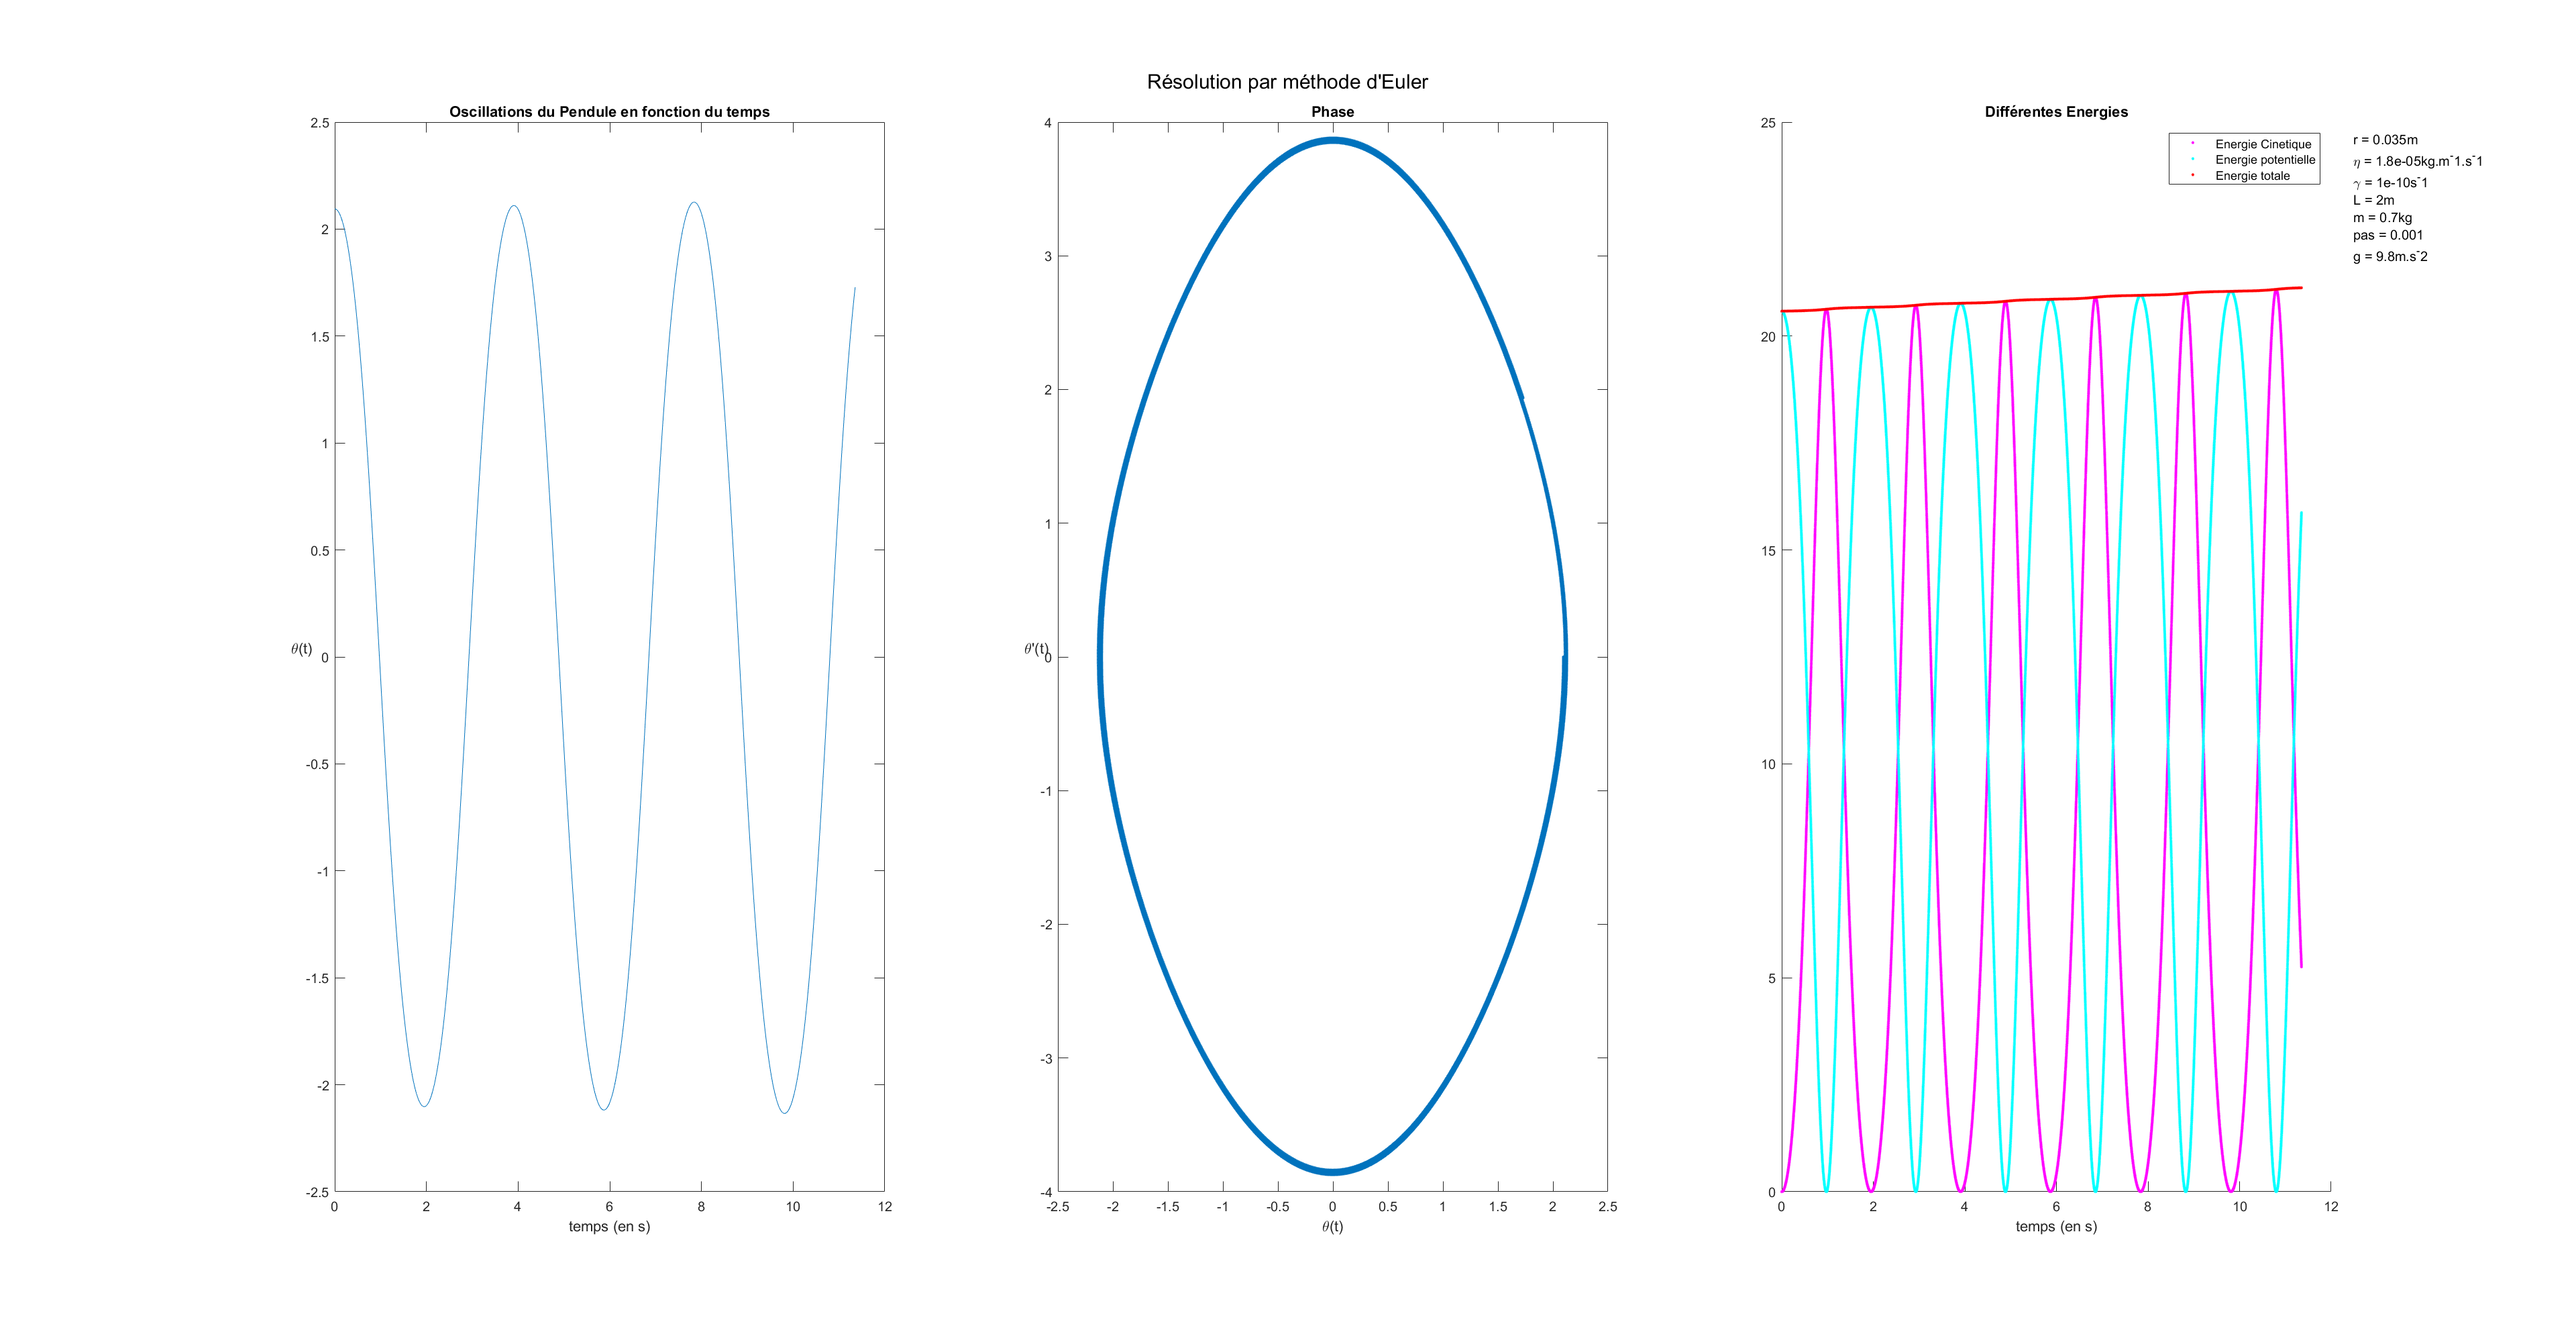 Résolution par méthode d'Euler
Oscillations du Pendule en fonction du temps
2.5
2
1.5
1
0.5
0
-0.5
-1
-1.5
-2
-2.5
θ(t)
0 2 4 6 8 10 12
temps (en s)
Phase
4
3
2
1
0
-1
-2
-3
-4
θ'(t)
-2.5 -2 -1.5 -1 -0.5 0 0.5 1 1.5 2 2.5
θ(t)
Différentes Energies
25
20
15
10
5
0
0 2 4 6 8 10 12
temps (en s)
Energie Cinetique
Energie potentielle
Energie totale
r = 0.035m
η = 1.8e-05kg.m⁻1.s⁻1
γ = 1e-10s⁻1
L = 2m
m = 0.7kg
pas = 0.001
g = 9.8m.s⁻2